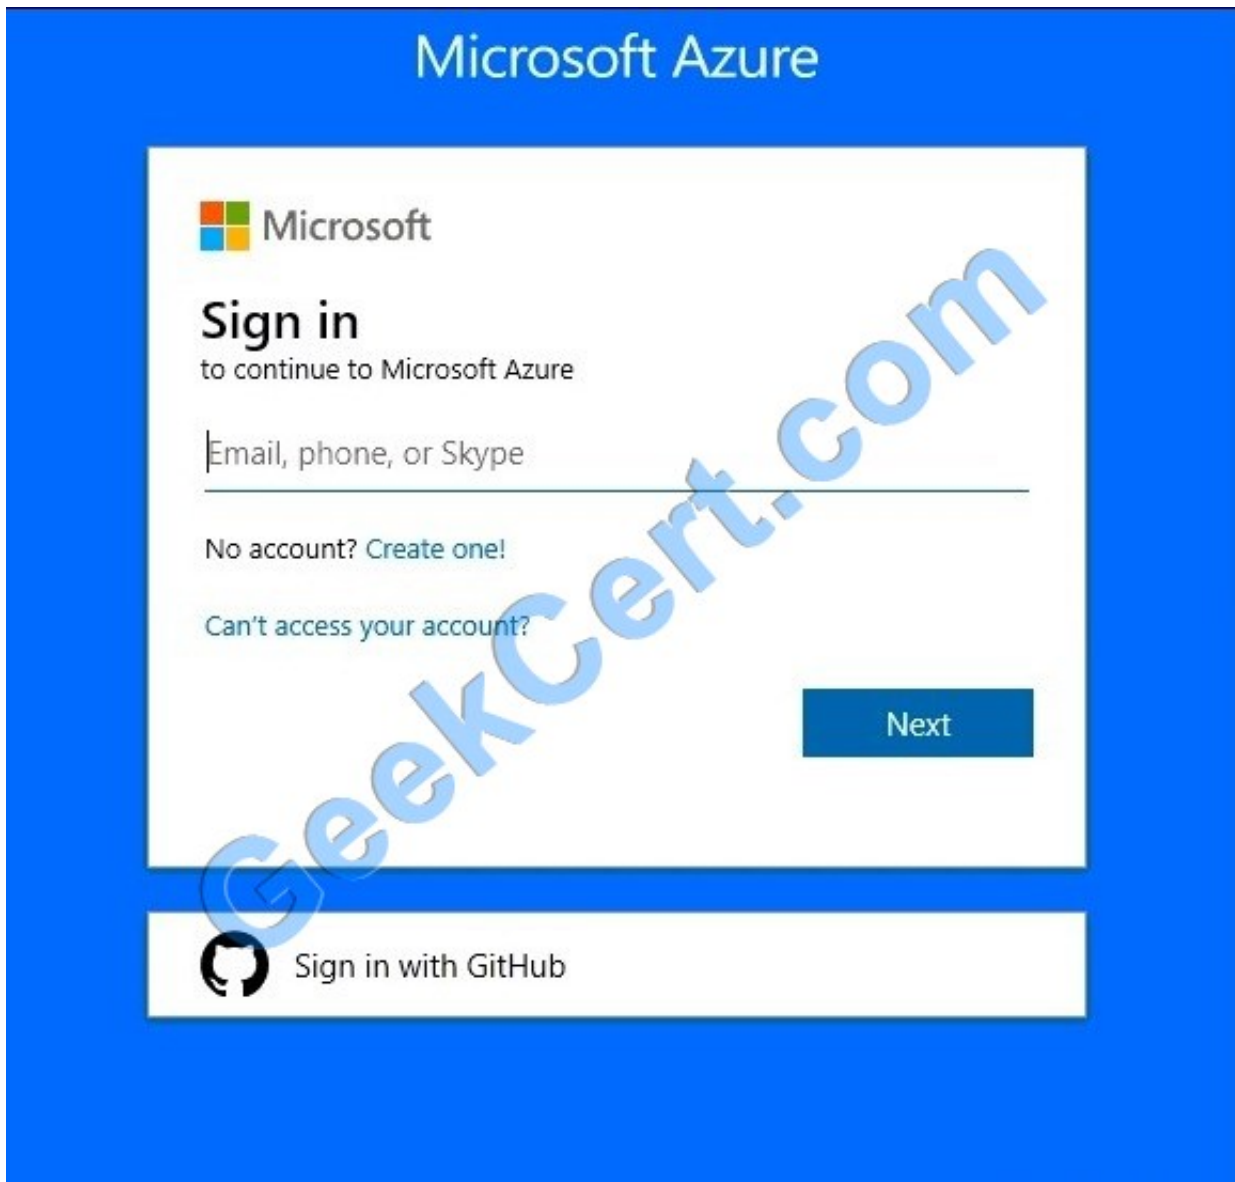 Microsoft Azure
Microsoft
Sign in
to continue to Microsoft Azure
Email, phone, or Skype
No account? Create one!
Can't access your account?
Next
GeekCert.com
Sign in with GitHub